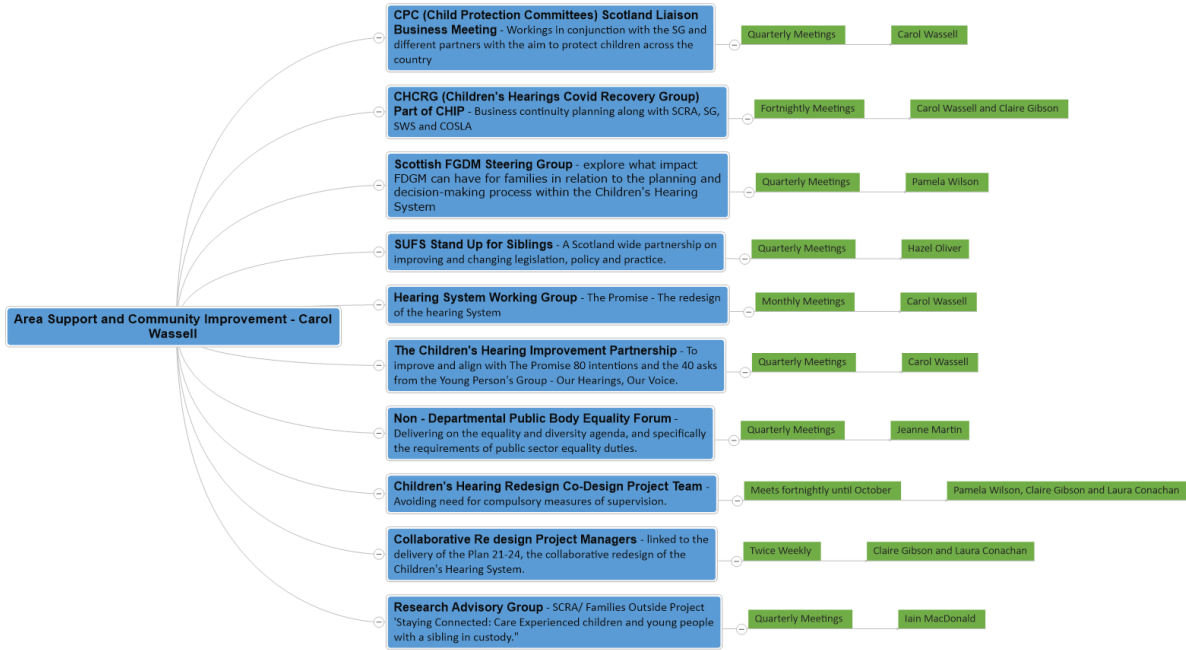 CPC (Child Protection Committees) Scotland Liaison
Business Meeting - Workings in conjunction with the SG and
different partners with the aim to protect children across the
country
Quarterly Meetings
Carol Wassell
CHCRG (Children's Hearings Covid Recovery Group)
Part of CHIP - Business continuity planning along with SCRA, SG,
SWS and COSLA
Fortnightly Meetings
Carol Wassell and Claire Gibson
Scottish FGDM Steering Group - explore what impact
FDGM can have for families in relation to the planning and
decision-making process within the Children's Hearing
System
Quarterly Meetings
Pamela Wilson
SUFS Stand Up for Siblings - A Scotland wide partnership on
improving and changing legislation, policy and practice.
Quarterly Meetings
Hazel Oliver
Hearing System Working Group - The Promise - The redesign
of the hearing System
Monthly Meetings
Carol Wassell
Area Support and Community Improvement - Carol
Wassell
The Children's Hearing Improvement Partnership - To
improve and align with The Promise 80 intentions and the 40 asks
from the Young Person's Group - Our Hearings, Our Voice.
Quarterly Meetings
Carol Wassell
Non - Departmental Public Body Equality Forum -
Delivering on the equality and diversity agenda, and specifically
the requirements of public sector equality duties.
Quarterly Meetings
Jeanne Martin
Children's Hearing Redesign Co-Design Project Team -
Avoiding need for compulsory measures of supervision.
Meets fortnightly until October
Pamela Wilson, Claire Gibson and Laura Conachan
Collaborative Re design Project Managers - linked to the
delivery of the Plan 21-24, the collaborative redesign of the
Children's Hearing System.
Twice Weekly
Claire Gibson and Laura Conachan
Research Advisory Group - SCRA/ Families Outside Project
'Staying Connected: Care Experienced children and young people
with a sibling in custody."
Quarterly Meetings
Iain MacDonald